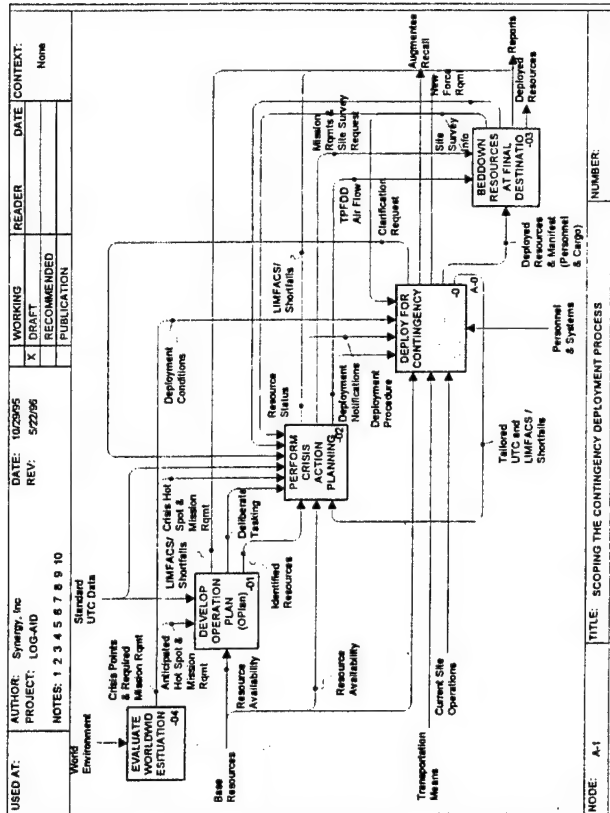 USED AT:
AUTHOR: Synergy, Inc
PROJECT: LOG-AID
NOTES: 1 2 3 4 5 6 7 8 9 10
DATE: 10/29/95
REV: 5/22/96
WORKING
X DRAFT
RECOMMENDED
PUBLICATION
READER
DATE
CONTEXT:
None
World
Environment
Standard
UTC Data
EVALUATE
WORLDWID
ESITUATION
-04
Crisis Points
& Required
Mission Rqmt
Anticipated
Hot Spot &
Mission
Rqmt
Crisis Hot
Spot &
Mission
Rqmt
LIMFACS/
Shortfalls
Base
Resources
Resource
Availability
DEVELOP
OPERATION
PLAN
(OPlan)
-01
Deliberate
Tasking
Identified
Resources
Resource
Availability
Deployment
Conditions
Resource
Status
PERFORM
CRISIS
ACTION
PLANNING
-02
LIMFACS/
Shortfalls
Mission
Rqmts &
Site Survey
Request
TPFDD
Air Flow
Clarification
Request
Deployment
Notifications
Deployment
Procedure
Transportation
Means
Current Site
Operations
DEPLOY FOR
CONTINGENCY
-0
A-0
Personnel
& Systems
Tailored
UTC and
LIMFACS /
Shortfalls
Augmentee
Recall
New
Force
Rqmt
Site
Survey
Info
BEDDOWN
RESOURCES
AT FINAL
DESTINATIO
-03
Reports
Deployed
Resources
Deployed
Resources
& Manifest
(Personnel
& Cargo)
NODE: A-1
TITLE: SCOPING THE CONTINGENCY DEPLOYMENT PROCESS
NUMBER: